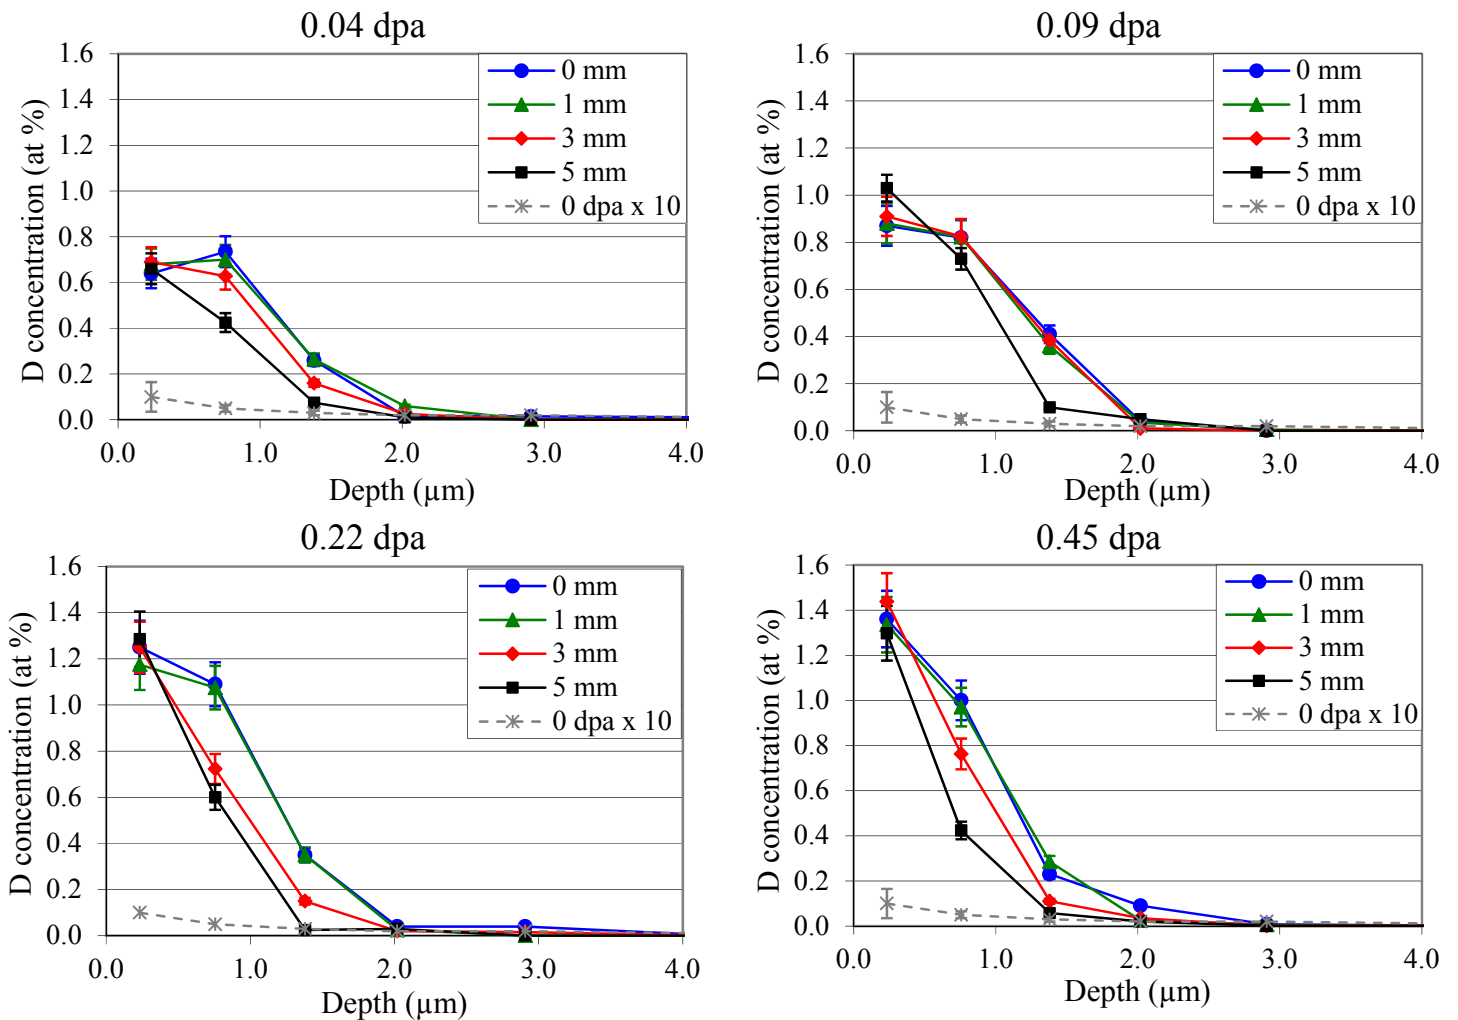 0.04 dpa
D concentration (at %)
1.6
1.4
1.2
1.0
0.8
0.6
0.4
0.2
0.0
0.0 1.0 2.0 3.0 4.0
Depth (µm)
0 mm
1 mm
3 mm
5 mm
0 dpa x 10
0.09 dpa
D concentration (at %)
1.6
1.4
1.2
1.0
0.8
0.6
0.4
0.2
0.0
0.0 1.0 2.0 3.0 4.0
Depth (µm)
0 mm
1 mm
3 mm
5 mm
0 dpa x 10
0.22 dpa
D concentration (at %)
1.6
1.4
1.2
1.0
0.8
0.6
0.4
0.2
0.0
0.0 1.0 2.0 3.0 4.0
Depth (µm)
0 mm
1 mm
3 mm
5 mm
0 dpa x 10
0.45 dpa
D concentration (at %)
1.6
1.4
1.2
1.0
0.8
0.6
0.4
0.2
0.0
0.0 1.0 2.0 3.0 4.0
Depth (µm)
0 mm
1 mm
3 mm
5 mm
0 dpa x 10